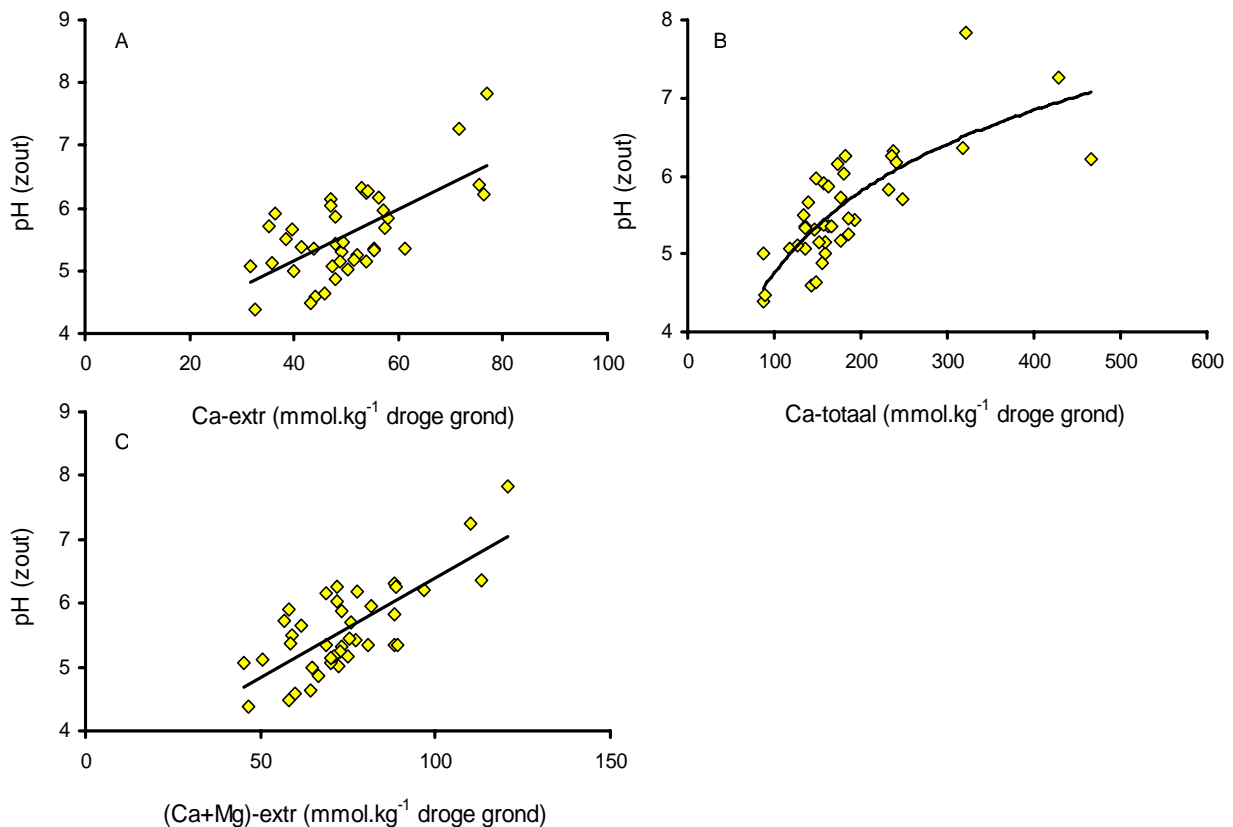 A
9
8
7
6
5
4
pH (zout)
0 20 40 60 80 100
Ca-extr (mmol.kg⁻¹ droge grond)
B
8
7
6
5
4
pH (zout)
0 100 200 300 400 500 600
Ca-totaal (mmol.kg⁻¹ droge grond)
C
9
8
7
6
5
4
pH (zout)
0 50 100 150
(Ca+Mg)-extr (mmol.kg⁻¹ droge grond)